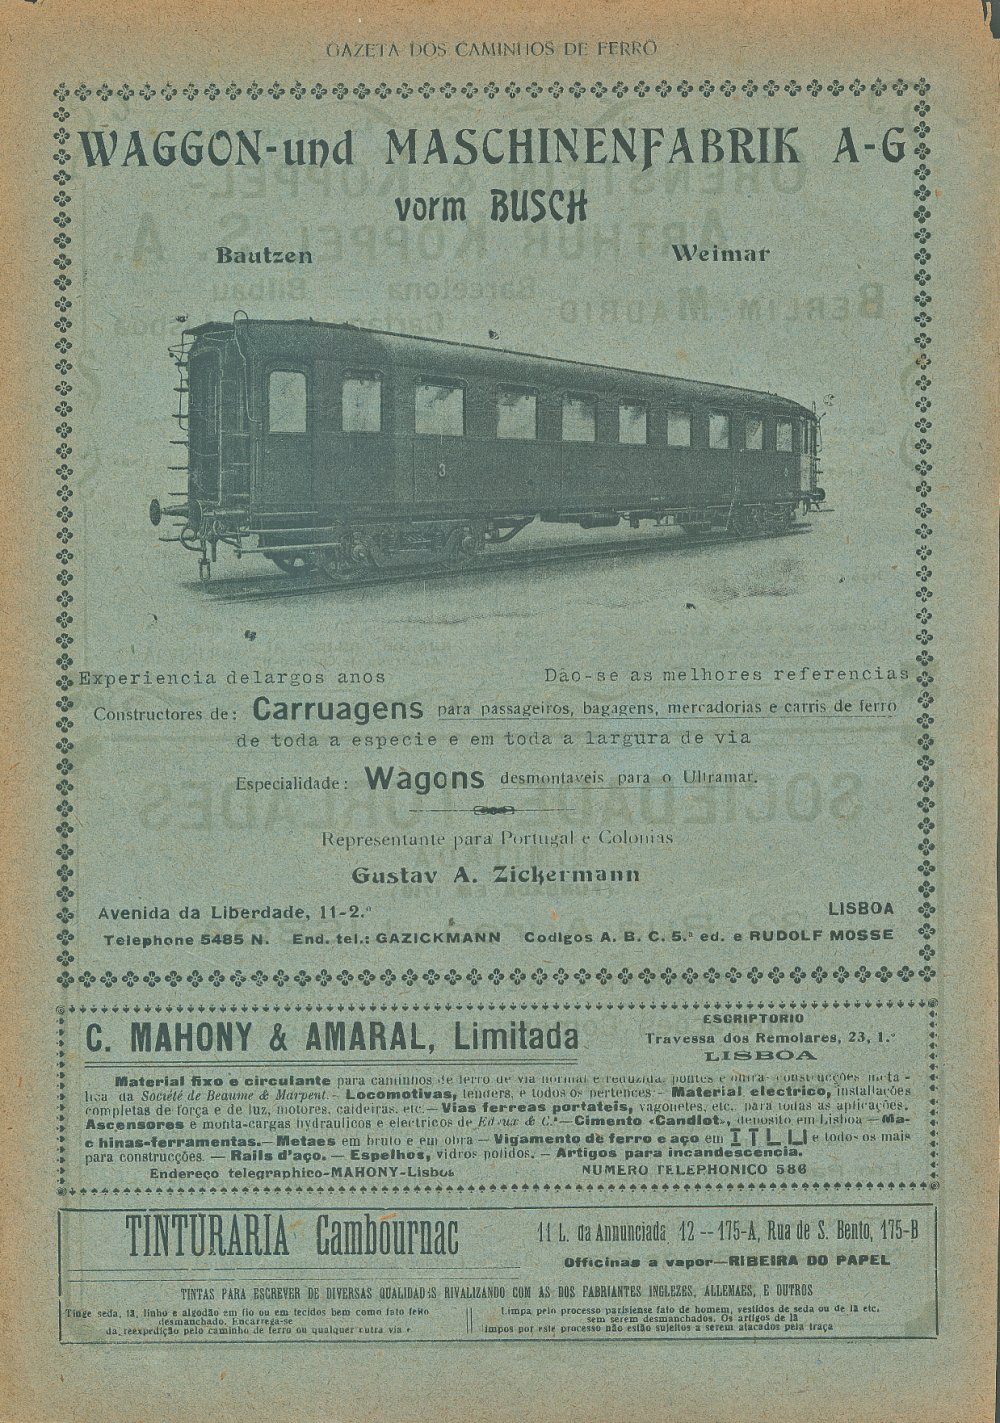 GAZETA DOS CAMINHOS DE FERRO
WAGGON-und MASCHINENFABRIK A-G
vorm BUSCH
Bautzen Weimar
3
Experiencia delargos anos Dão-se as melhores referencias
Constructores de: Carruagens para passageiros, bagagens, mercadorias e carris de ferro
de toda a especie e em toda a largura de via
Especialidade: Wagons desmontaveis para o Ultramar.
Representante para Portugal e Colonias
Gustav A. Zickermann
Avenida da Liberdade, 11-2.º LISBOA
Telephone 5485 N. End. tel.: GAZICKMANN Codigos A. B. C. 5.ª ed. e RUDOLF MOSSE
C. MAHONY & AMARAL, Limitada
ESCRIPTORIO
Travessa dos Remolares, 23, 1.º
LISBOA
Material fixo e circulante para caminhos de ferro de via normal e reduzida, pontes e outras construcções meta-
lica da Société de Beaume & Marpent.—Locomotivas, tenders, e todos os pertences—Material electrico, installações
completas de força e de luz, motores, caldeiras, etc.—Vias ferreas portateis, vagonetes, etc. para todas as aplicações.
Ascensores e monta-cargas hydraulicos e electricos de & C.ª—Cimento «Candlot», deposito em Lisboa—Ma-
c hinas-ferramentas.—Metaes em bruto e em obra—Vigamento de ferro e aço em I T L U e todos os mais
para construcções. — Rails d'aço. — Espelhos, vidros polidos. — Artigos para incandescencia.
Endereço telegraphico-MAHONY-Lisboa NUMERO TELEPHONICO 586
TINTURARIA Cambournac
11 L. da Annunciada, 12 -- 175-A, Rua de S. Bento, 175-B
Officinas a vapor—RIBEIRA DO PAPEL
TINTAS PARA ESCREVER DE DIVERSAS QUALIDADES RIVALIZANDO COM AS DOS FABRIANTES INGLEZES, ALLEMAES, E OUTROS
Tinge seda, lã, linho e algodão em fio ou em tecidos bem como fato feito
desmanchado. Encarrega-se
da reexpedição pelo caminho de ferro ou qualquer outra via e
Limpa pelo processo parisiense fato de homem, vestidos de seda ou de lã etc.
sem serem desmanchados. Os artigos de lã
limpos por este processo não estão sujeitos a serem atacados pela traça